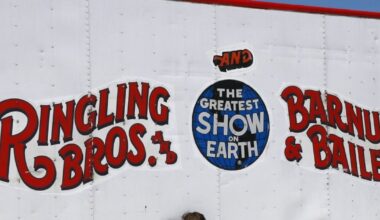 RINGLING
BROS.
AND
THE
GREATEST
SHOW
ON
EARTH
BARNU
& BAILE